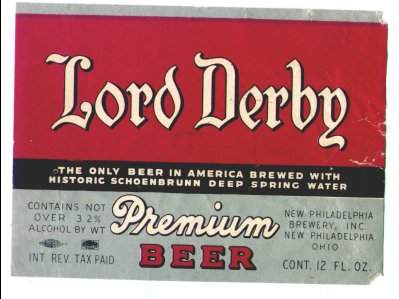 Lord Derby
THE ONLY BEER IN AMERICA BREWED WITH
HISTORIC SCHOENBRUNN DEEP SPRING WATER
CONTAINS NOT
OVER 3.2%
ALCOHOL BY WT
INT. REV. TAX PAID
Premium
BEER
NEW PHILADELPHIA
BREWERY, INC
NEW PHILADELPHIA
OHIO
CONT. 12 FL. OZ.